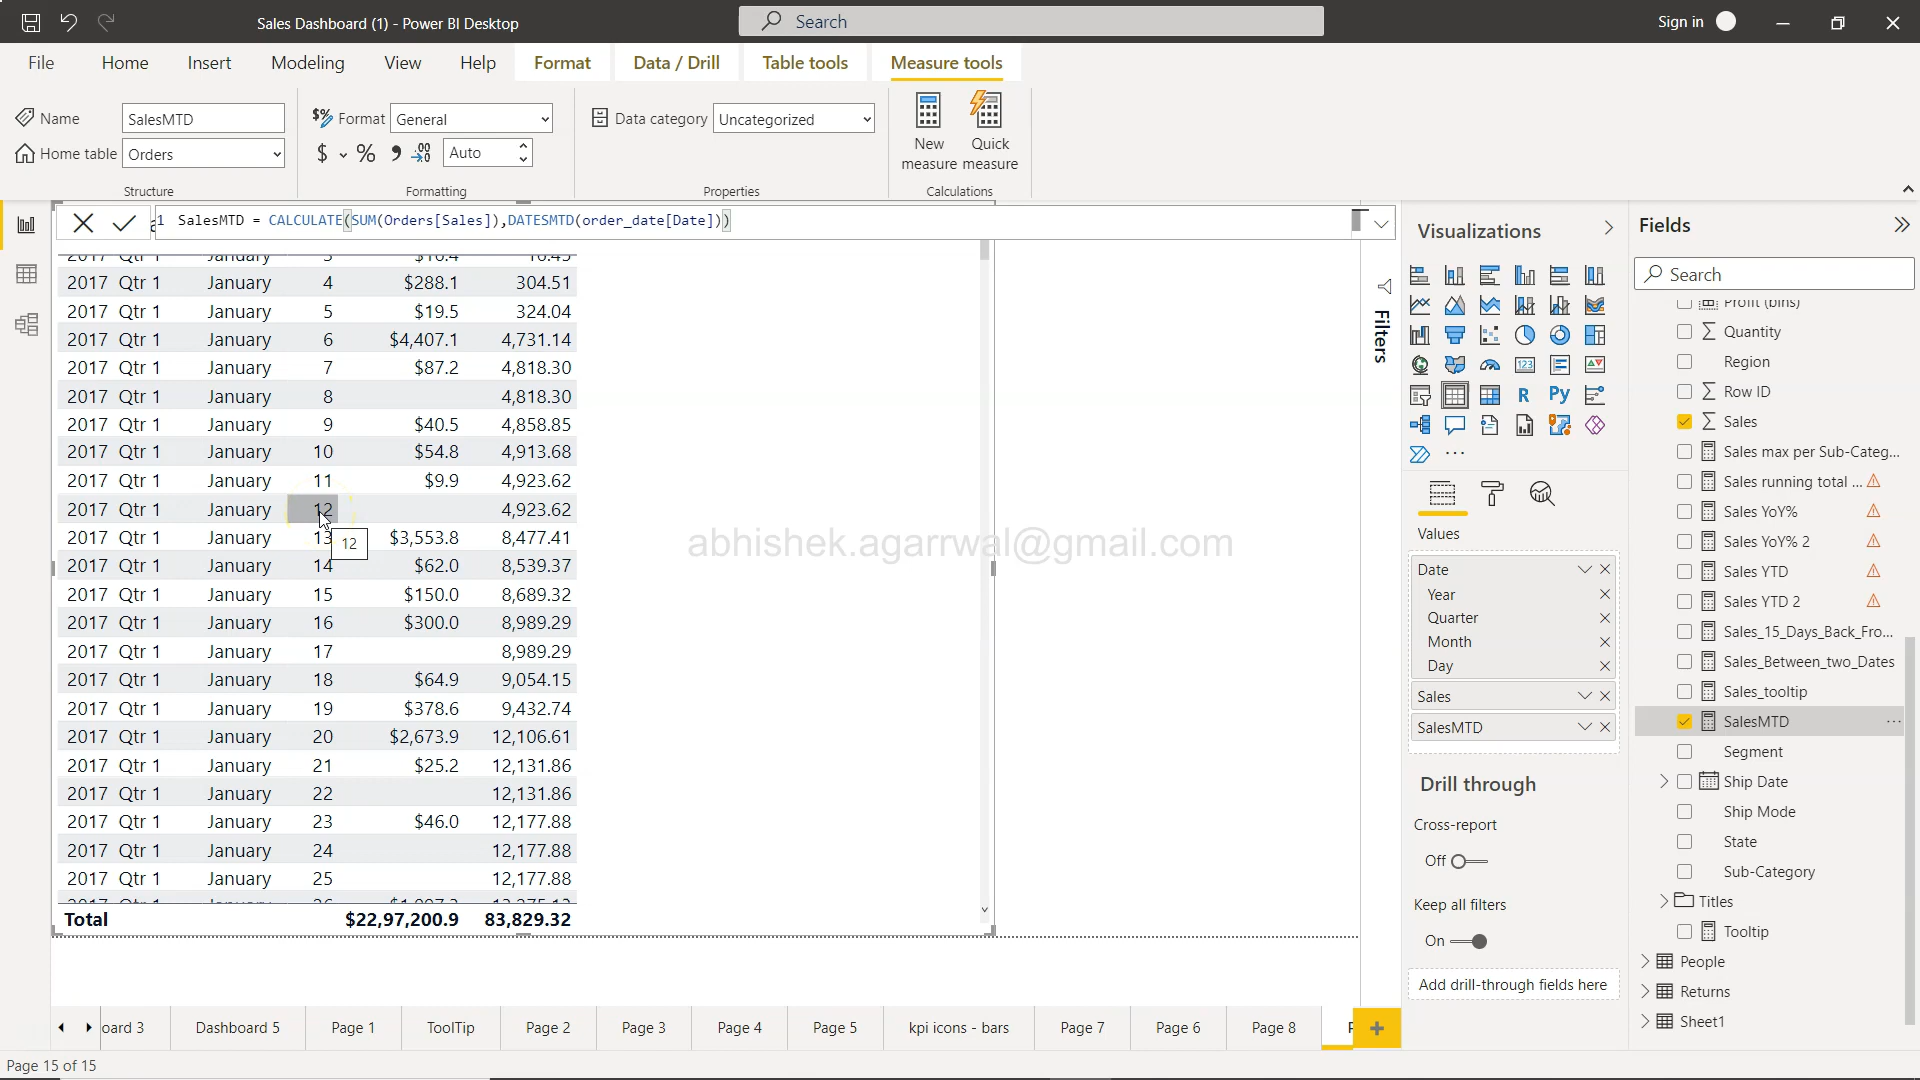 Sales Dashboard (1) - Power BI Desktop
Search
Sign in
File Home Insert Modeling View Help Format Data / Drill Table tools Measure tools
Name SalesMTD
Home table Orders
Structure
$% Format General
$ % , .00 Auto
Formatting
Data category Uncategorized
Properties
New measure
Quick measure
Calculations
1 SalesMTD = CALCULATE(SUM(Orders[Sales]),DATESMTD(order_date[Date]))
2017 Qtr 1 January 4 $288.1 304.51
2017 Qtr 1 January 5 $19.5 324.04
2017 Qtr 1 January 6 $4,407.1 4,731.14
2017 Qtr 1 January 7 $87.2 4,818.30
2017 Qtr 1 January 8 4,818.30
2017 Qtr 1 January 9 $40.5 4,858.85
2017 Qtr 1 January 10 $54.8 4,913.68
2017 Qtr 1 January 11 $9.9 4,923.62
2017 Qtr 1 January 12 4,923.62
2017 Qtr 1 January 13 $3,553.8 8,477.41
12
2017 Qtr 1 January 14 $62.0 8,539.37
2017 Qtr 1 January 15 $150.0 8,689.32
2017 Qtr 1 January 16 $300.0 8,989.29
2017 Qtr 1 January 17 8,989.29
2017 Qtr 1 January 18 $64.9 9,054.15
2017 Qtr 1 January 19 $378.6 9,432.74
2017 Qtr 1 January 20 $2,673.9 12,106.61
2017 Qtr 1 January 21 $25.2 12,131.86
2017 Qtr 1 January 22 12,131.86
2017 Qtr 1 January 23 $46.0 12,177.88
2017 Qtr 1 January 24 12,177.88
2017 Qtr 1 January 25 12,177.88
Total $22,97,200.9 83,829.32
abhishek.agarrwal@gmail.com
Filters
Visualizations
123
R Py
Values
Date
Year
Quarter
Month
Day
Sales
SalesMTD
Drill through
Cross-report
Off
Keep all filters
On
Add drill-through fields here
Fields
Search
Profit (bins)
Quantity
Region
Row ID
Sales
Sales max per Sub-Categ...
Sales running total ...
Sales YoY%
Sales YoY% 2
Sales YTD
Sales YTD 2
Sales_15_Days_Back_Fro...
Sales_Between_two_Dates
Sales_tooltip
SalesMTD
Segment
Ship Date
Ship Mode
State
Sub-Category
Titles
Tooltip
People
Returns
Sheet1
oard 3 Dashboard 5 Page 1 ToolTip Page 2 Page 3 Page 4 Page 5 kpi icons - bars Page 7 Page 6 Page 8
Page 15 of 15